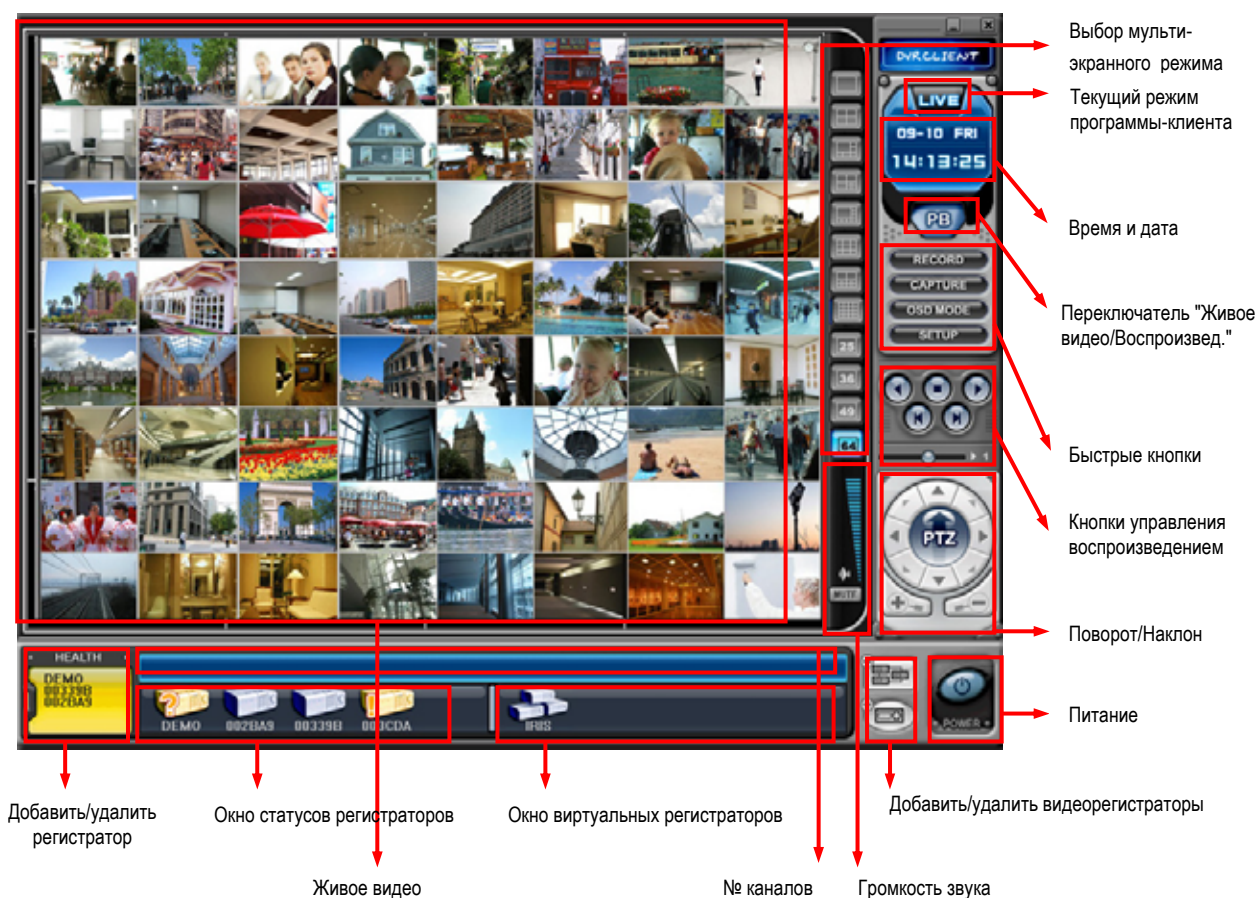 DVRCLIENT
LIVE
09-10 FRI
14:13:25
PB
RECORD
CAPTURE
OSD MODE
SETUP
25
36
49
64
1
PTZ
MUTE
HEALTH
DEMO
00339B
002BA9
DEMO
002BA9
00339B
000CDA
IRIS
POWER
Выбор мульти-
экранного режима
Текущий режим
программы-клиента
Время и дата
Переключатель "Живое
видео/Воспроизвед."
Быстрые кнопки
Кнопки управления
воспроизведением
Поворот/Наклон
Питание
Добавить/удалить
регистратор
Окно статусов регистраторов
Окно виртуальных регистраторов
Добавить/удалить видеорегистраторы
Живое видео
№ каналов
Громкость звука